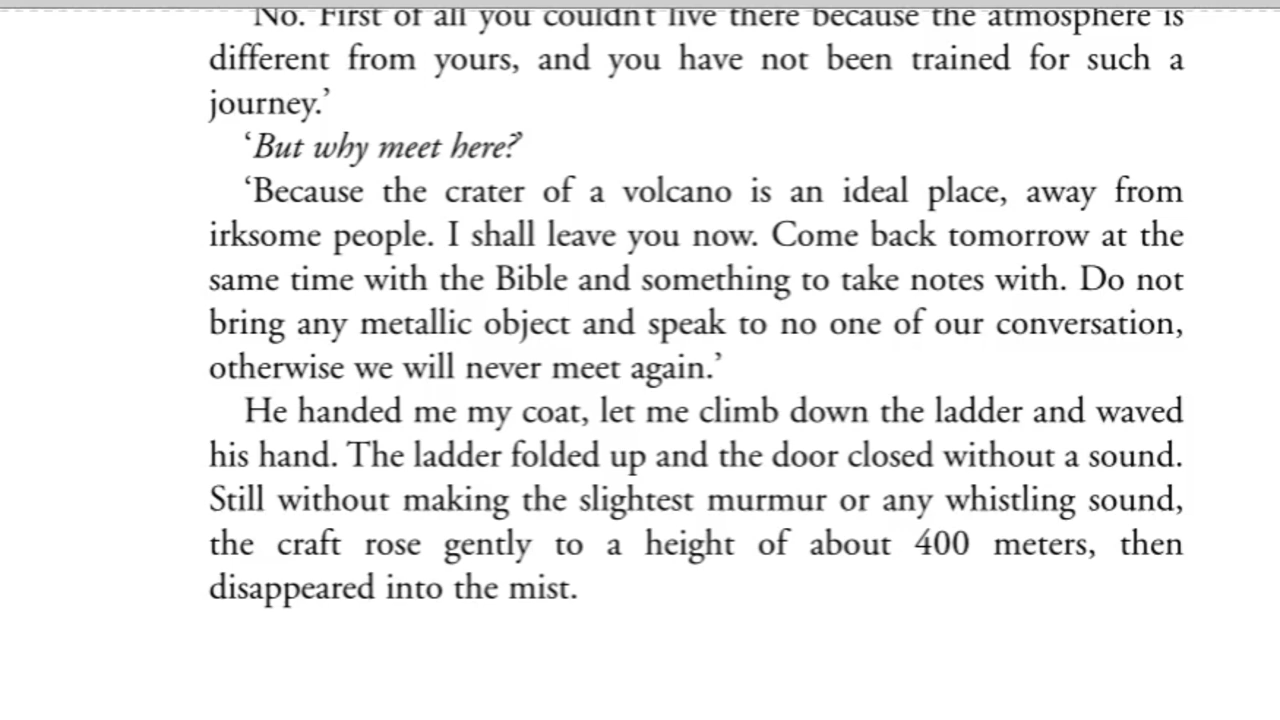 'No. First of all you couldn't live there because the atmosphere is
different from yours, and you have not been trained for such a
journey.'
'But why meet here?'
'Because the crater of a volcano is an ideal place, away from
irksome people. I shall leave you now. Come back tomorrow at the
same time with the Bible and something to take notes with. Do not
bring any metallic object and speak to no one of our conversation,
otherwise we will never meet again.'
He handed me my coat, let me climb down the ladder and waved
his hand. The ladder folded up and the door closed without a sound.
Still without making the slightest murmur or any whistling sound,
the craft rose gently to a height of about 400 meters, then
disappeared into the mist.